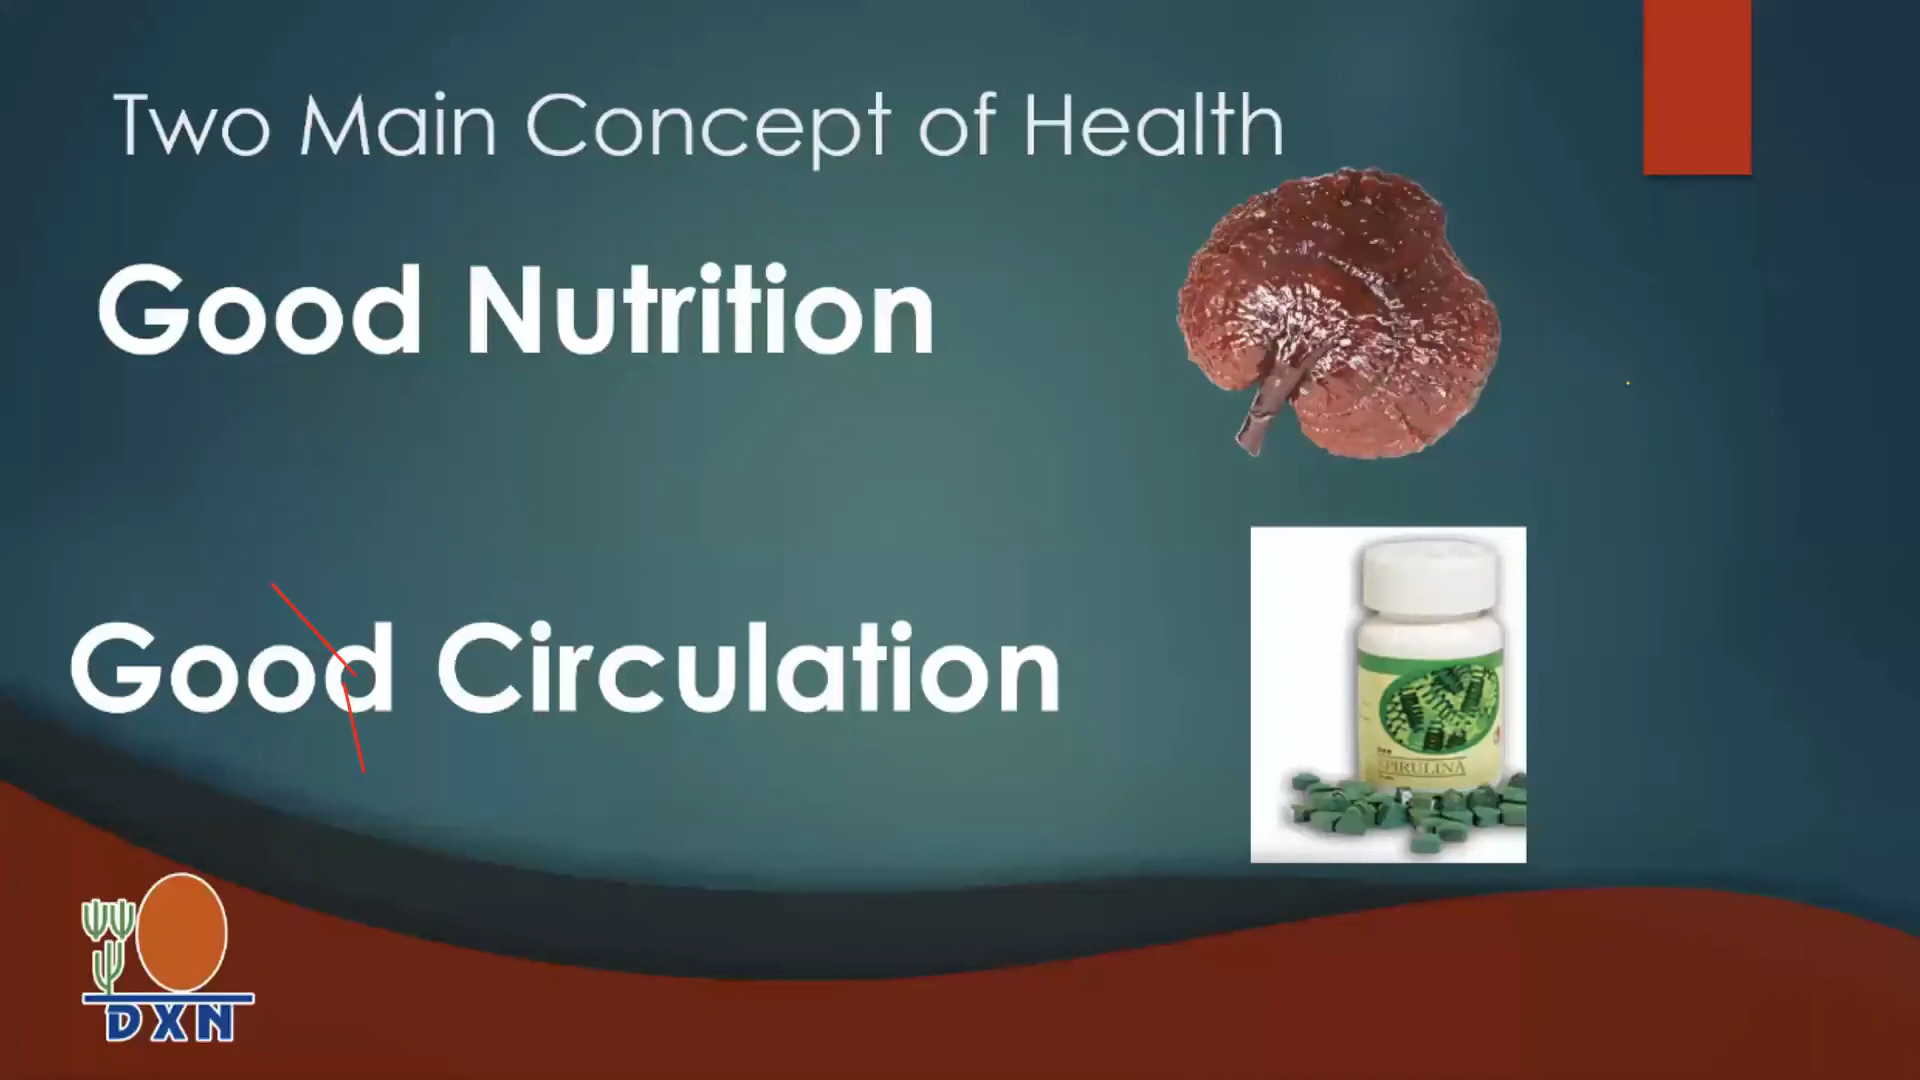 Two Main Concept of Health
Good Nutrition
Good Circulation
SPIRULINA
DXN